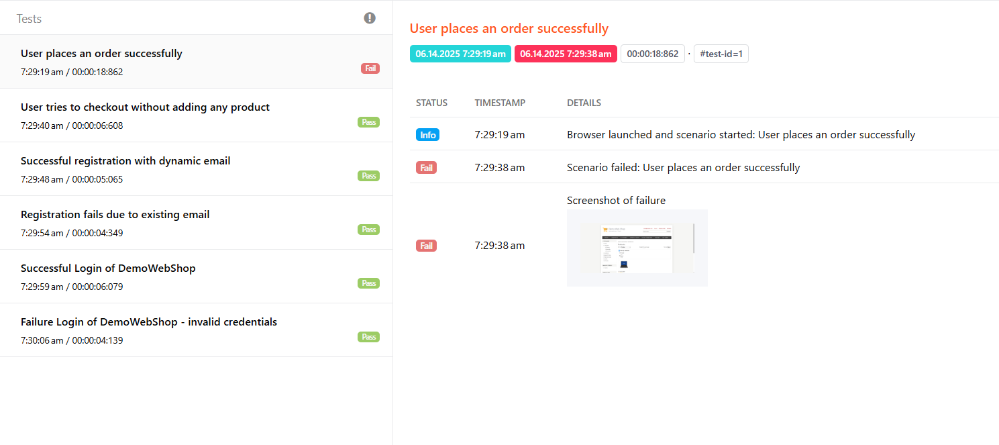 Tests
User places an order successfully
7:29:19 am / 00:00:18:862
Fail
User tries to checkout without adding any product
7:29:40 am / 00:00:06:608
Pass
Successful registration with dynamic email
7:29:48 am / 00:00:05:065
Pass
Registration fails due to existing email
7:29:54 am / 00:00:04:349
Pass
Successful Login of DemoWebShop
7:29:59 am / 00:00:06:079
Pass
Failure Login of DemoWebShop - invalid credentials
7:30:06 am / 00:00:04:139
Pass
User places an order successfully
06.14.2025 7:29:19 am 06.14.2025 7:29:38 am 00:00:18:862 · #test-id=1
STATUS TIMESTAMP DETAILS
Info 7:29:19 am Browser launched and scenario started: User places an order successfully
Fail 7:29:38 am Scenario failed: User places an order successfully
Screenshot of failure
Fail 7:29:38 am